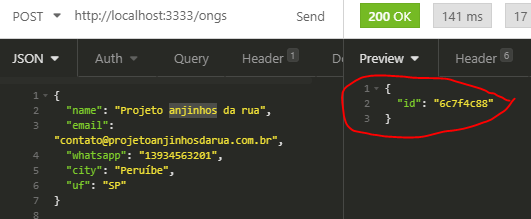 POST http://localhost:3333/ongs Send 200 OK 141 ms 17
JSON Auth Query Header 1 D Preview Header 6
1 {
2 "name": "Projeto anjinhos da rua",
3 "email":
"contato@projetoanjinhosdarua.com.br",
4 "whatsapp": "13934563201",
5 "city": "Peruíbe",
6 "uf": "SP"
7 }
8
1 {
2 "id": "6c7f4c88"
3 }